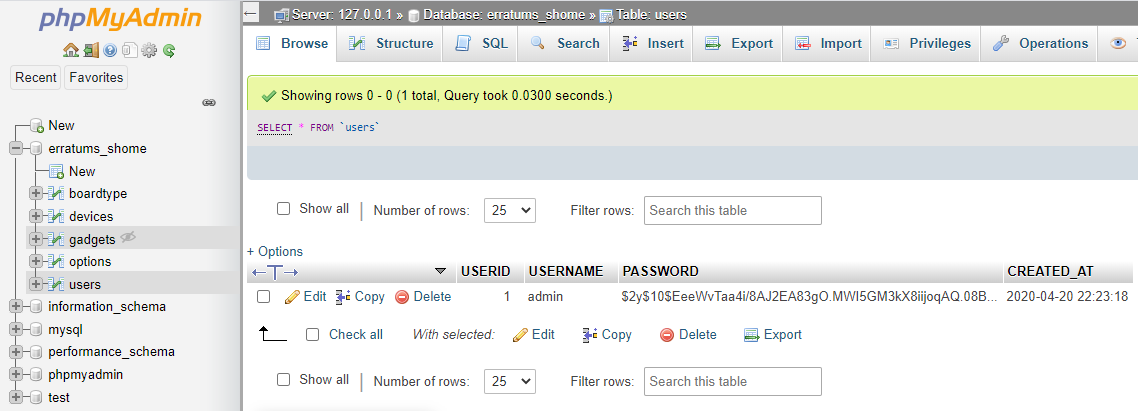 phpMyAdmin
Recent Favorites
New
erratums_shome
New
boardtype
devices
gadgets
options
users
information_schema
mysql
performance_schema
phpmyadmin
test
Server: 127.0.0.1 » Database: erratums_shome » Table: users
Browse Structure SQL Search Insert Export Import Privileges Operations
Showing rows 0 - 0 (1 total, Query took 0.0300 seconds.)
SELECT * FROM `users`
Show all | Number of rows: 25 Filter rows: Search this table
+ Options
←T→ USERID USERNAME PASSWORD CREATED_AT
Edit Copy Delete 1 admin $2y$10$EeeWvTaa4i/8AJ2EA83gO.MWI5GM3kX8iijoqAQ.08B... 2020-04-20 22:23:18
Check all With selected: Edit Copy Delete Export
Show all | Number of rows: 25 Filter rows: Search this table